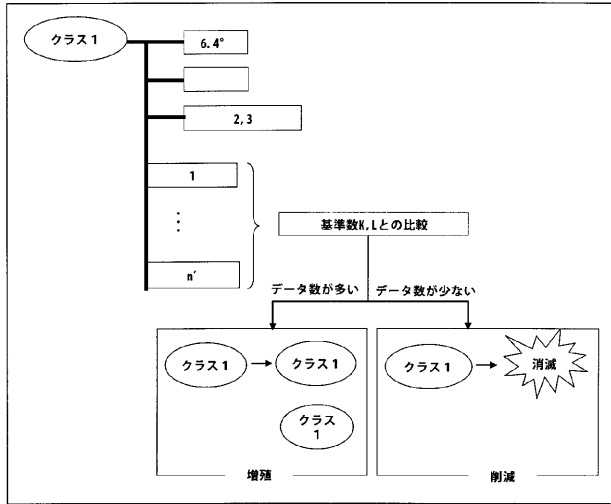 クラス1
6.4°
2,3
1
⋮
n′
基準数K,Lとの比較
データ数が多い
データ数が少ない
クラス1
クラス1
クラス
1
増殖
クラス1
消滅
削減